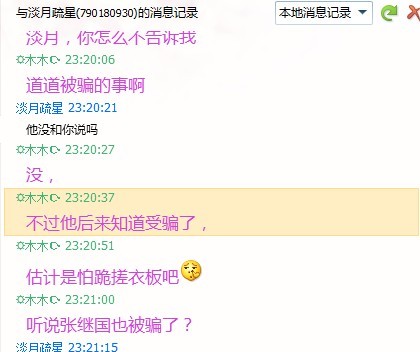 与淡月疏星(790180930)的消息记录
本地消息记录
淡月，你怎么不告诉我
✡木木☪ 23:20:06
道道被骗的事啊
淡月疏星 23:20:21
他没和你说吗
✡木木☪ 23:20:27
没，
✡木木☪ 23:20:37
不过他后来知道受骗了，
✡木木☪ 23:20:51
估计是怕跪搓衣板吧
✡木木☪ 23:21:00
听说张继国也被骗了？
淡月疏星 23:21:15